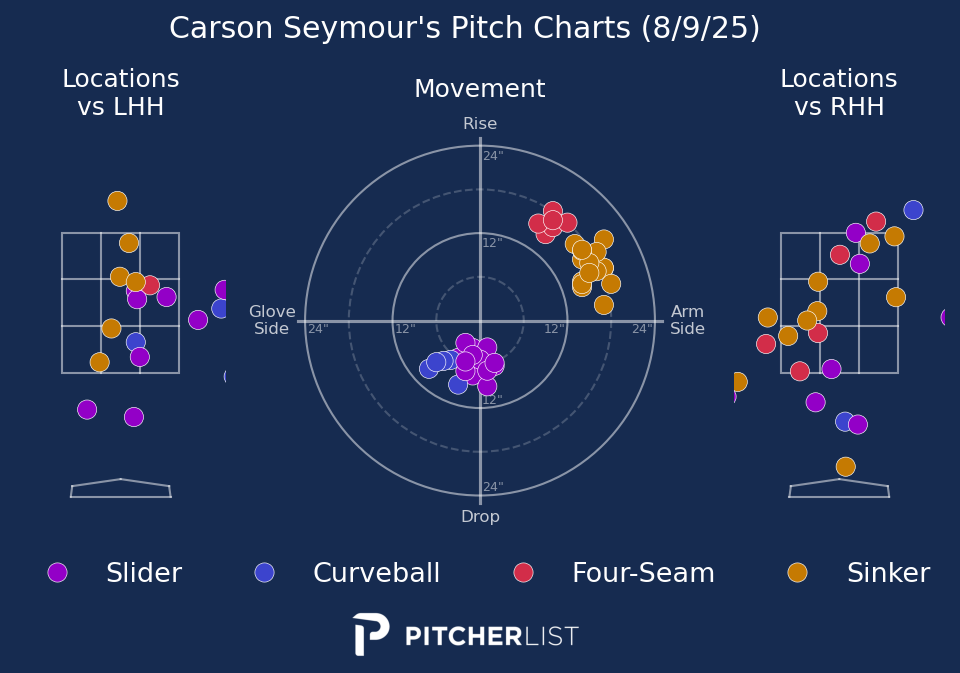 Carson Seymour's Pitch Charts (8/9/25)
Locations
vs LHH
Movement
Locations
vs RHH
Rise
24"
12"
Glove
Side
24"
12"
12"
24"
Arm
Side
12"
24"
Drop
Slider
Curveball
Four-Seam
Sinker
PITCHERLIST